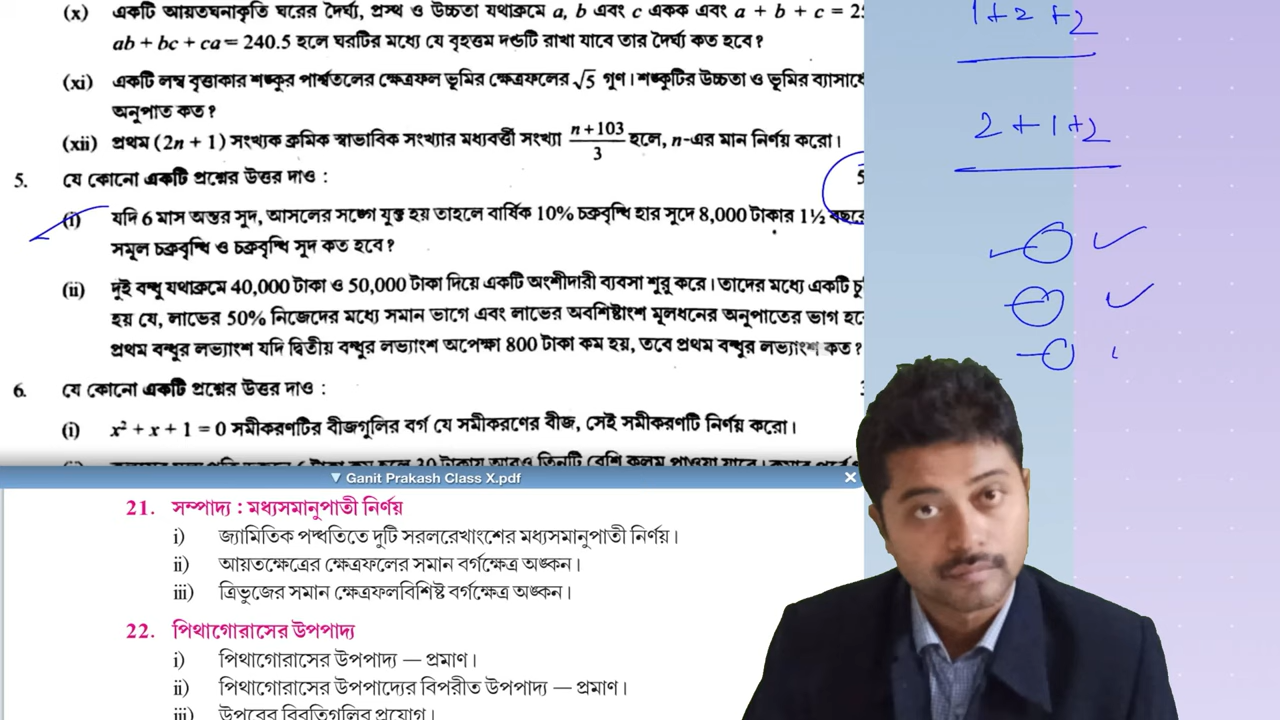 (x) একটি আয়তঘনাকৃতি ঘরের দৈর্ঘ্য, প্রস্থ ও উচ্চতা যথাক্রমে a, b এবং c একক এবং a + b + c = 25
ab + bc + ca = 240.5 হলে ঘরটির মধ্যে যে বৃহত্তম দণ্ডটি রাখা যাবে তার দৈর্ঘ্য কত হবে?
(xi) একটি লম্ব বৃত্তাকার শঙ্কুর পার্শ্বতলের ক্ষেত্রফল ভূমির ক্ষেত্রফলের √5 গুণ। শঙ্কুটির উচ্চতা ও ভূমির ব্যাসার্ধে
অনুপাত কত?
(xii) প্রথম (2n + 1) সংখ্যক ক্রমিক স্বাভাবিক সংখ্যার মধ্যবর্ত্তী সংখ্যা (n+103)/3 হলে, n-এর মান নির্ণয় করো।
5. যে কোনো একটি প্রশ্নের উত্তর দাও : 5
(i) যদি 6 মাস অন্তর সুদ, আসলের সঙ্গে যুক্ত হয় তাহলে বার্ষিক 10% চক্রবৃদ্ধি হার সুদে 8,000 টাকার 1½ বছরে
সমূল চক্রবৃদ্ধি ও চক্রবৃদ্ধি সুদ কত হবে?
(ii) দুই বন্ধু যথাক্রমে 40,000 টাকা ও 50,000 টাকা দিয়ে একটি অংশীদারী ব্যবসা শুরু করে। তাদের মধ্যে একটি চু
হয় যে, লাভের 50% নিজেদের মধ্যে সমান ভাগে এবং লাভের অবশিষ্টাংশ মূলধনের অনুপাতের ভাগ হবে
প্রথম বন্ধুর লভ্যাংশ যদি দ্বিতীয় বন্ধুর লভ্যাংশ অপেক্ষা 800 টাকা কম হয়, তবে প্রথম বন্ধুর লভ্যাংশ কত?
6. যে কোনো একটি প্রশ্নের উত্তর দাও :
(i) x² + x + 1 = 0 সমীকরণটির বীজগুলির বর্গ যে সমীকরণের বীজ, সেই সমীকরণটি নির্ণয় করো।
1+2+2
2+1+2
▼ Ganit Prakash Class X.pdf
21. সম্পাদ্য : মধ্যসমানুপাতী নির্ণয়
i) জ্যামিতিক পদ্ধতিতে দুটি সরলরেখাংশের মধ্যসমানুপাতী নির্ণয়।
ii) আয়তক্ষেত্রের ক্ষেত্রফলের সমান বর্গক্ষেত্র অঙ্কন।
iii) ত্রিভুজের সমান ক্ষেত্রফলবিশিষ্ট বর্গক্ষেত্র অঙ্কন।
22. পিথাগোরাসের উপপাদ্য
i) পিথাগোরাসের উপপাদ্য — প্রমাণ।
ii) পিথাগোরাসের উপপাদ্যের বিপরীত উপপাদ্য — প্রমাণ।
iii) উপরের বিবৃতিগুলির প্রয়োগ।